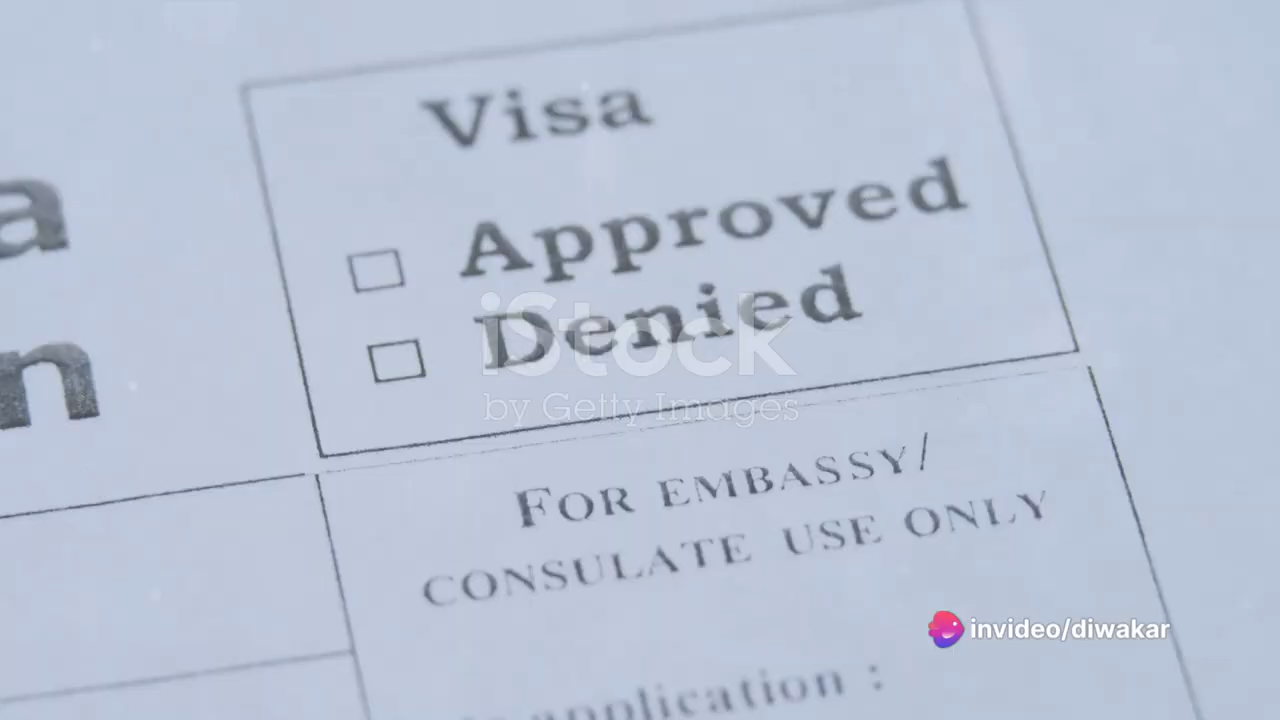 Visa
Approved
Denied
iStock
by Getty Images
FOR EMBASSY/
CONSULATE USE ONLY
application :
invideo/diwakar